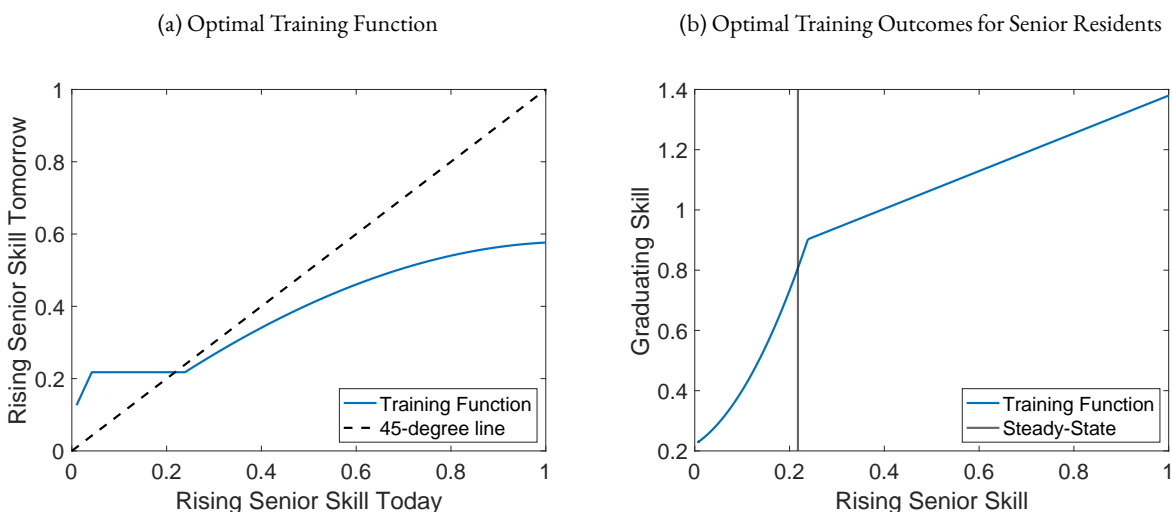 (a) Optimal Training Function
Rising Senior Skill Tomorrow
1
0.8
0.6
0.4
0.2
0
0
0.2
0.4
0.6
0.8
1
Training Function
45-degree line
Rising Senior Skill Today
(b) Optimal Training Outcomes for Senior Residents
Graduating Skill
1.4
1.2
1
0.8
0.6
0.4
0.2
0
0.2
0.4
0.6
0.8
1
Training Function
Steady-State
Rising Senior Skill